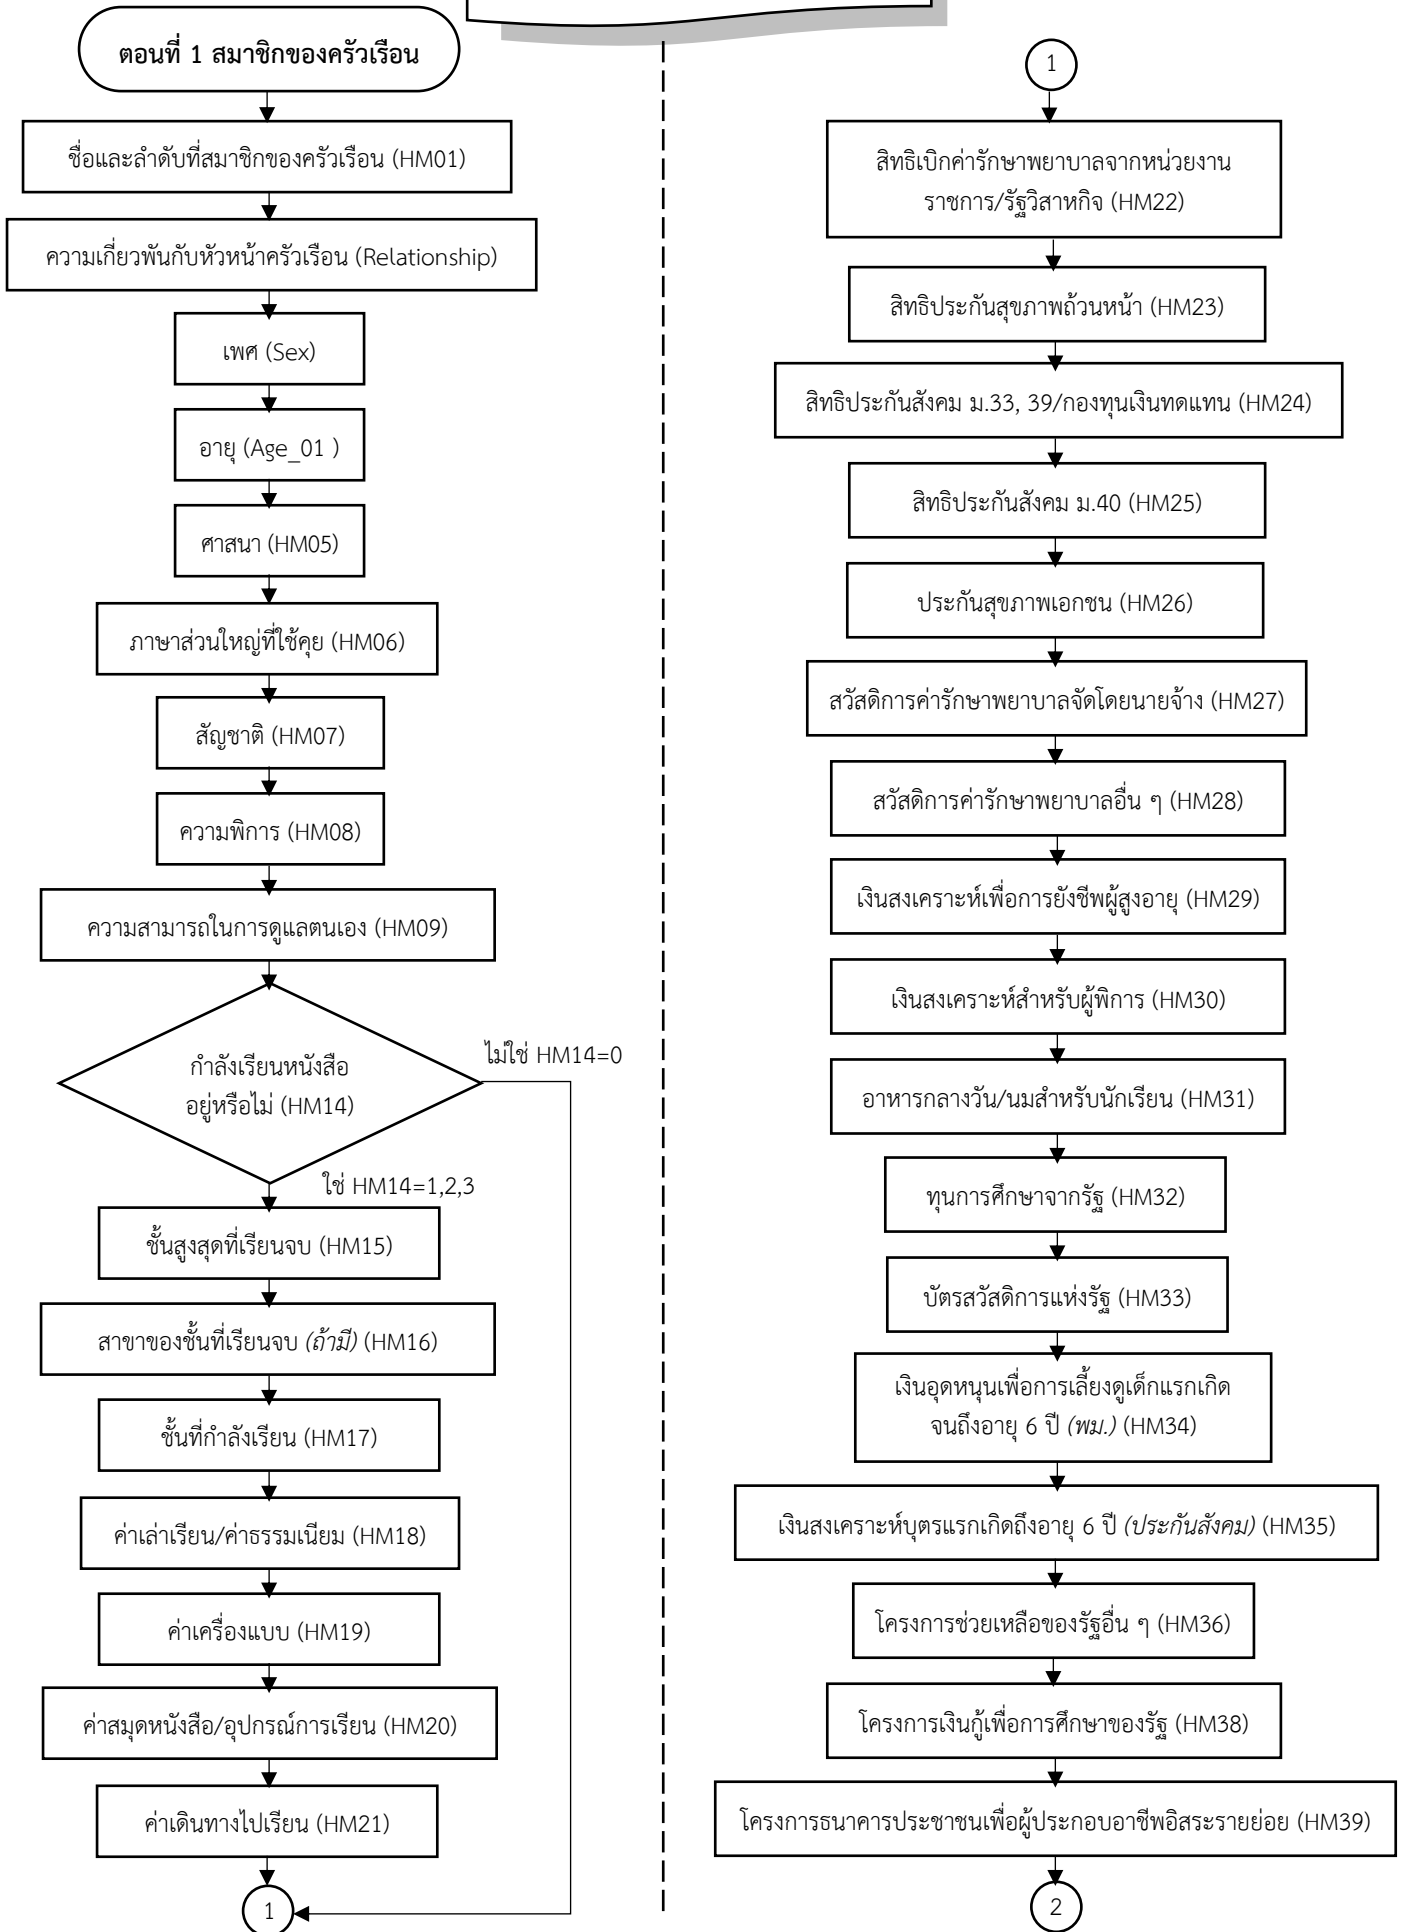 ตอนที่ 1 สมาชิกของครัวเรือน
ชื่อและลำดับที่สมาชิกของครัวเรือน (HM01)
ความเกี่ยวพันกับหัวหน้าครัวเรือน (Relationship)
เพศ (Sex)
อายุ (Age_01 )
ศาสนา (HM05)
ภาษาส่วนใหญ่ที่ใช้คุย (HM06)
สัญชาติ (HM07)
ความพิการ (HM08)
ความสามารถในการดูแลตนเอง (HM09)
กำลังเรียนหนังสือ
อยู่หรือไม่ (HM14)
ไม่ใช่ HM14=0
ใช่ HM14=1,2,3
ชั้นสูงสุดที่เรียนจบ (HM15)
สาขาของชั้นที่เรียนจบ (ถ้ามี) (HM16)
ชั้นที่กำลังเรียน (HM17)
ค่าเล่าเรียน/ค่าธรรมเนียม (HM18)
ค่าเครื่องแบบ (HM19)
ค่าสมุดหนังสือ/อุปกรณ์การเรียน (HM20)
ค่าเดินทางไปเรียน (HM21)
1
1
สิทธิเบิกค่ารักษาพยาบาลจากหน่วยงาน
ราชการ/รัฐวิสาหกิจ (HM22)
สิทธิประกันสุขภาพถ้วนหน้า (HM23)
สิทธิประกันสังคม ม.33, 39/กองทุนเงินทดแทน (HM24)
สิทธิประกันสังคม ม.40 (HM25)
ประกันสุขภาพเอกชน (HM26)
สวัสดิการค่ารักษาพยาบาลจัดโดยนายจ้าง (HM27)
สวัสดิการค่ารักษาพยาบาลอื่น ๆ (HM28)
เงินสงเคราะห์เพื่อการยังชีพผู้สูงอายุ (HM29)
เงินสงเคราะห์สำหรับผู้พิการ (HM30)
อาหารกลางวัน/นมสำหรับนักเรียน (HM31)
ทุนการศึกษาจากรัฐ (HM32)
บัตรสวัสดิการแห่งรัฐ (HM33)
เงินอุดหนุนเพื่อการเลี้ยงดูเด็กแรกเกิด
จนถึงอายุ 6 ปี (พม.) (HM34)
เงินสงเคราะห์บุตรแรกเกิดถึงอายุ 6 ปี (ประกันสังคม) (HM35)
โครงการช่วยเหลือของรัฐอื่น ๆ (HM36)
โครงการเงินกู้เพื่อการศึกษาของรัฐ (HM38)
โครงการธนาคารประชาชนเพื่อผู้ประกอบอาชีพอิสระรายย่อย (HM39)
2